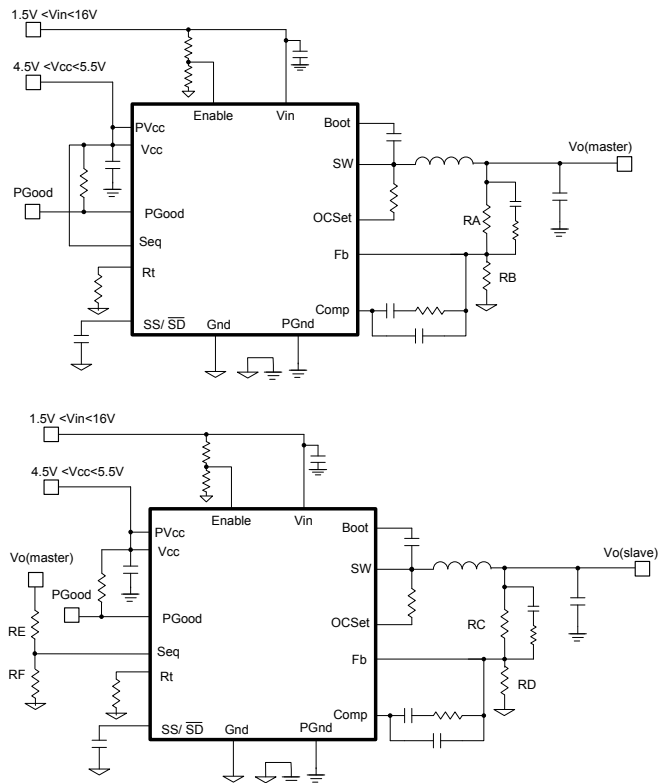 1.5V <Vin<16V
4.5V <Vcc<5.5V
Enable
Vin
PVcc
Vcc
Boot
SW
Vo(master)
PGood
PGood
OCSet
RA
Seq
Fb
Rt
RB
Comp
SS/ SD
Gnd
PGnd
1.5V <Vin<16V
4.5V <Vcc<5.5V
Enable
Vin
PVcc
Vcc
Boot
SW
Vo(slave)
Vo(master)
PGood
PGood
OCSet
RC
RE
Seq
Fb
RF
Rt
RD
Comp
SS/ SD
Gnd
PGnd